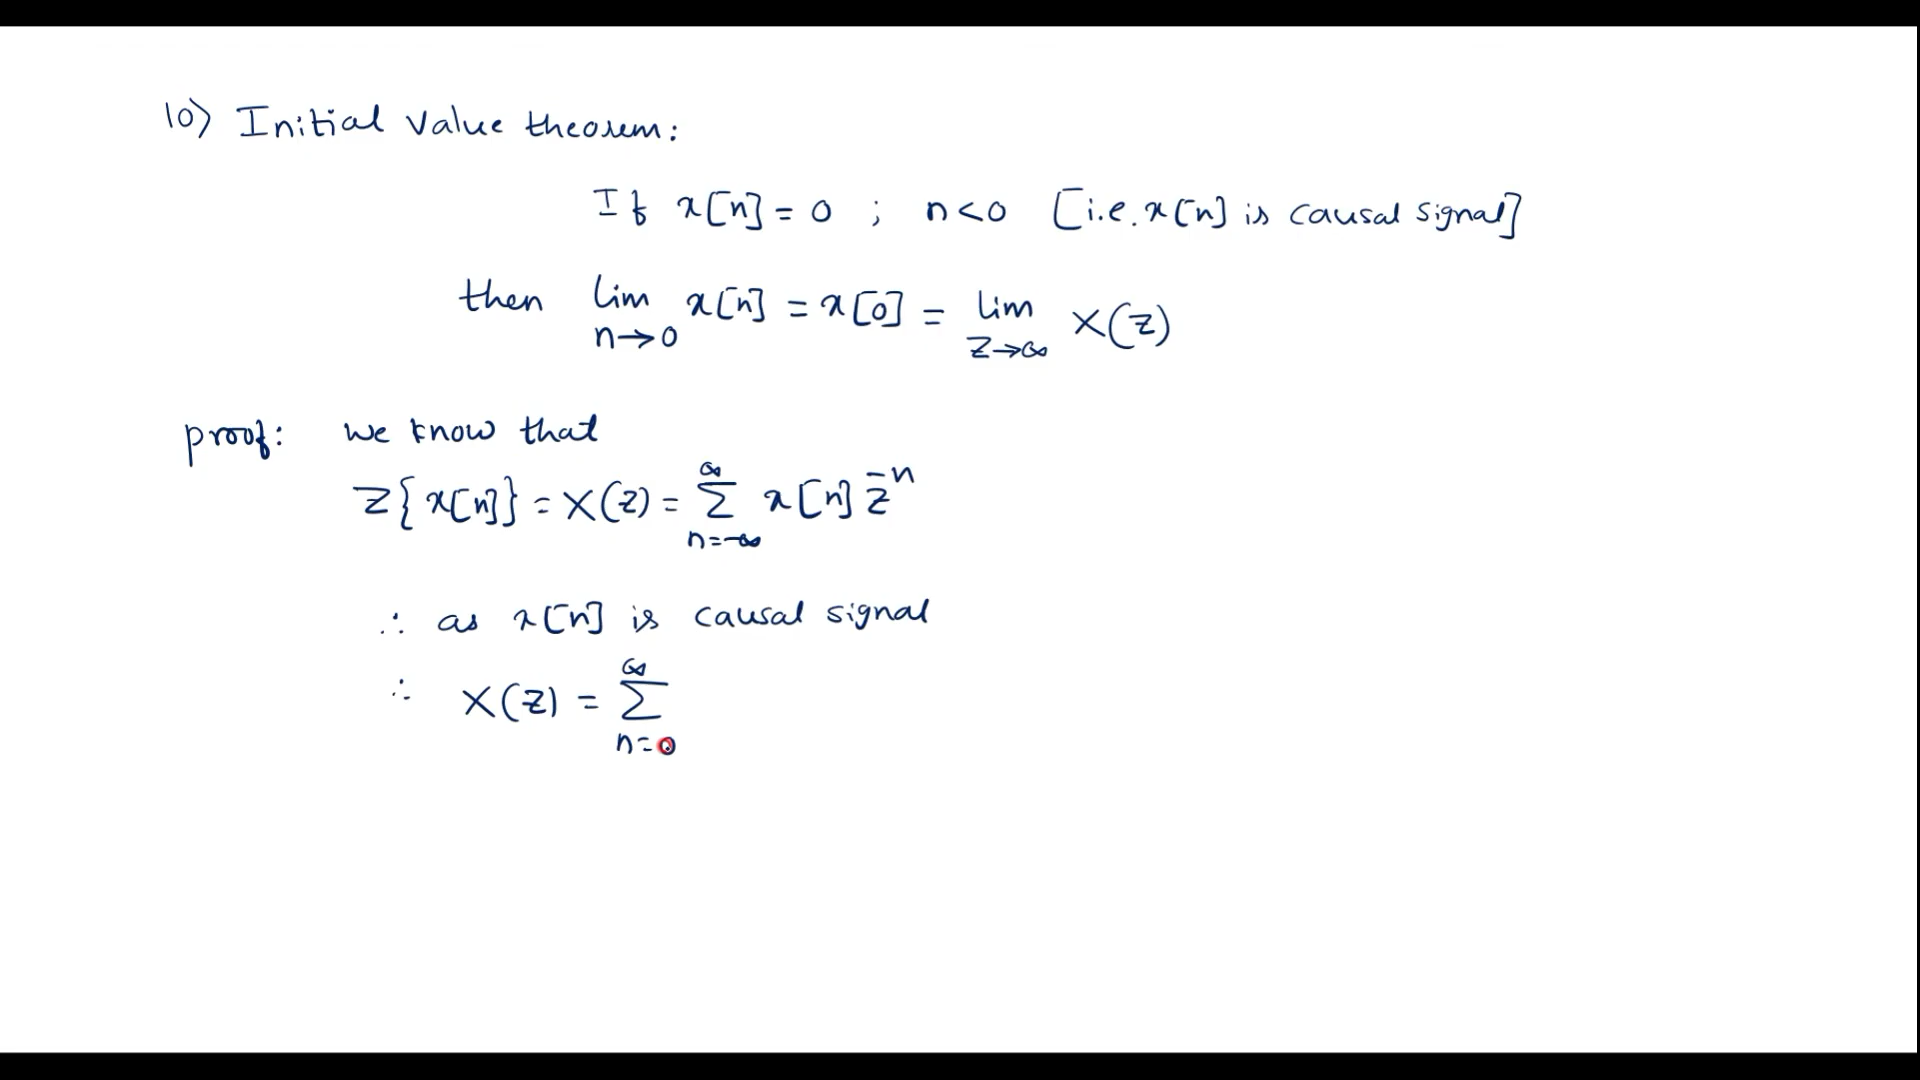 10) Initial value theorem:
If x[n] = 0 ; n<0 [i.e. x[n] is causal signal]
then lim n→0 x[n] = x[0] = lim z→∞ X(z)
proof: we know that
Z{x[n]} = X(z) = ∑ n=-∞ ∞ x[n] z^-n
∴ as x[n] is causal signal
∴ X(z) = ∑ n=0 ∞